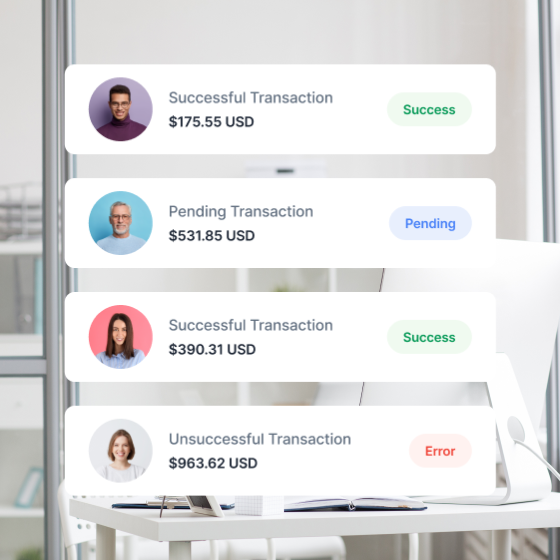 Successful Transaction
$175.55 USD
Success
Pending Transaction
$531.85 USD
Pending
Successful Transaction
$390.31 USD
Success
Unsuccessful Transaction
$963.62 USD
Error